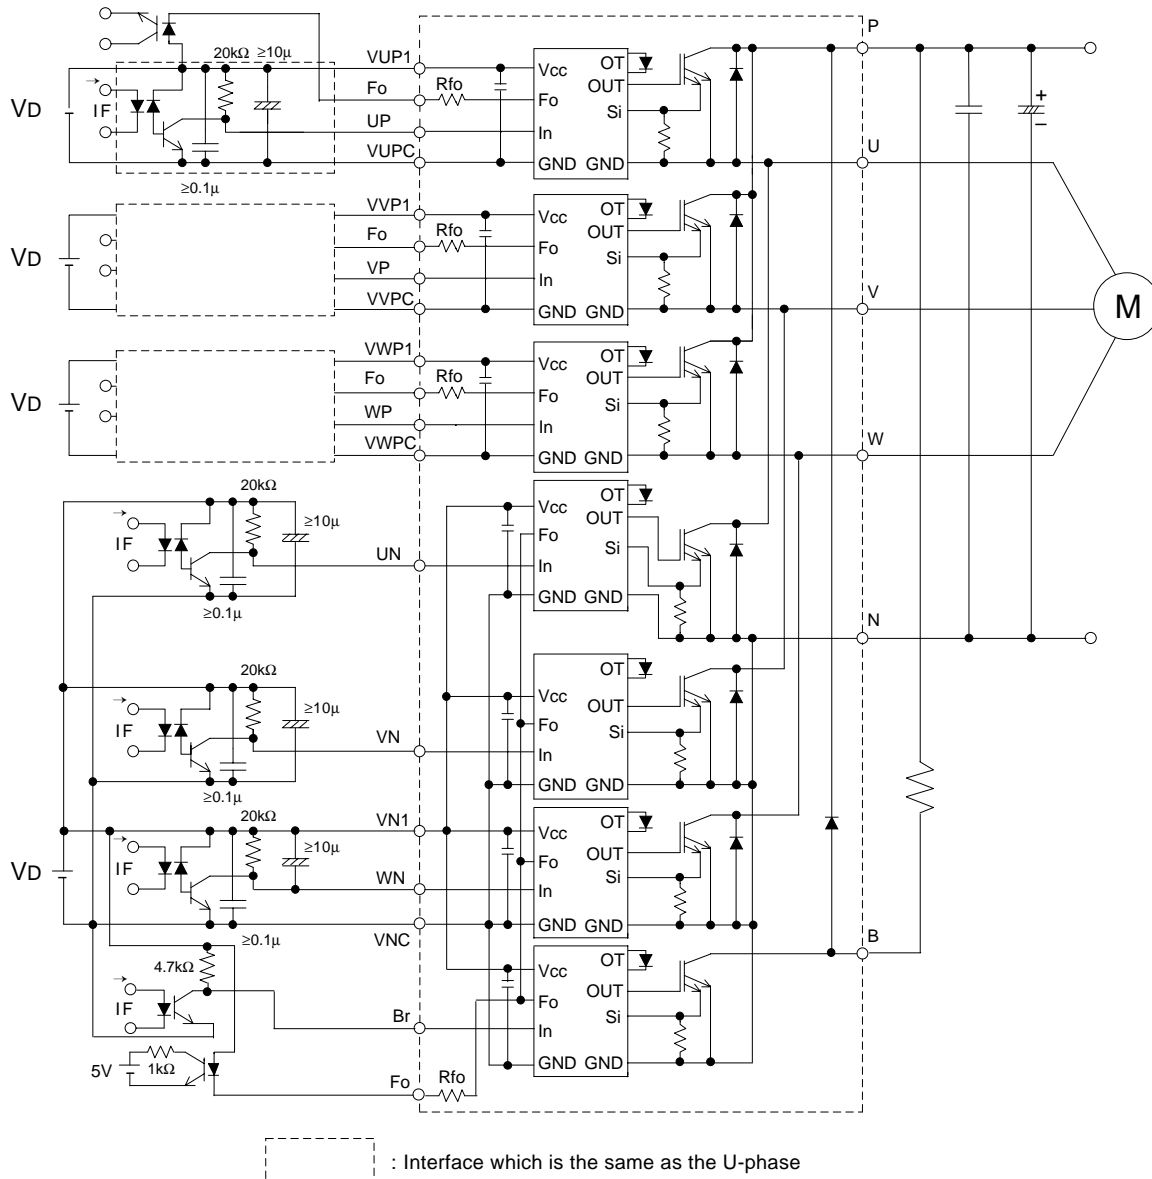 P
20kΩ ≥10μ
VUP1
Vcc
OT
OUT
VD
IF
Fo
Rfo
Fo
Si
UP
In
U
VUPC
GND GND
≥0.1μ
VVP1
Vcc
OT
OUT
VD
Fo
Rfo
Fo
Si
VP
In
V
VVPC
GND GND
M
VWP1
Vcc
OT
OUT
VD
Fo
Rfo
Fo
Si
WP
In
W
VWPC
GND GND
20kΩ
≥10μ
IF
Vcc
OT
OUT
Fo
Si
UN
In
≥0.1μ
GND GND
N
20kΩ
≥10μ
IF
OT
Vcc
OUT
Fo
Si
VN
In
≥0.1μ
GND GND
20kΩ
VN1
Vcc
OT
≥10μ
OUT
VD
IF
Fo
Si
WN
In
GND GND
≥0.1μ
VNC
B
4.7kΩ
Vcc
OT
OUT
IF
Fo
Si
Br
In
5V
1kΩ
GND GND
Fo
Rfo
: Interface which is the same as the U-phase